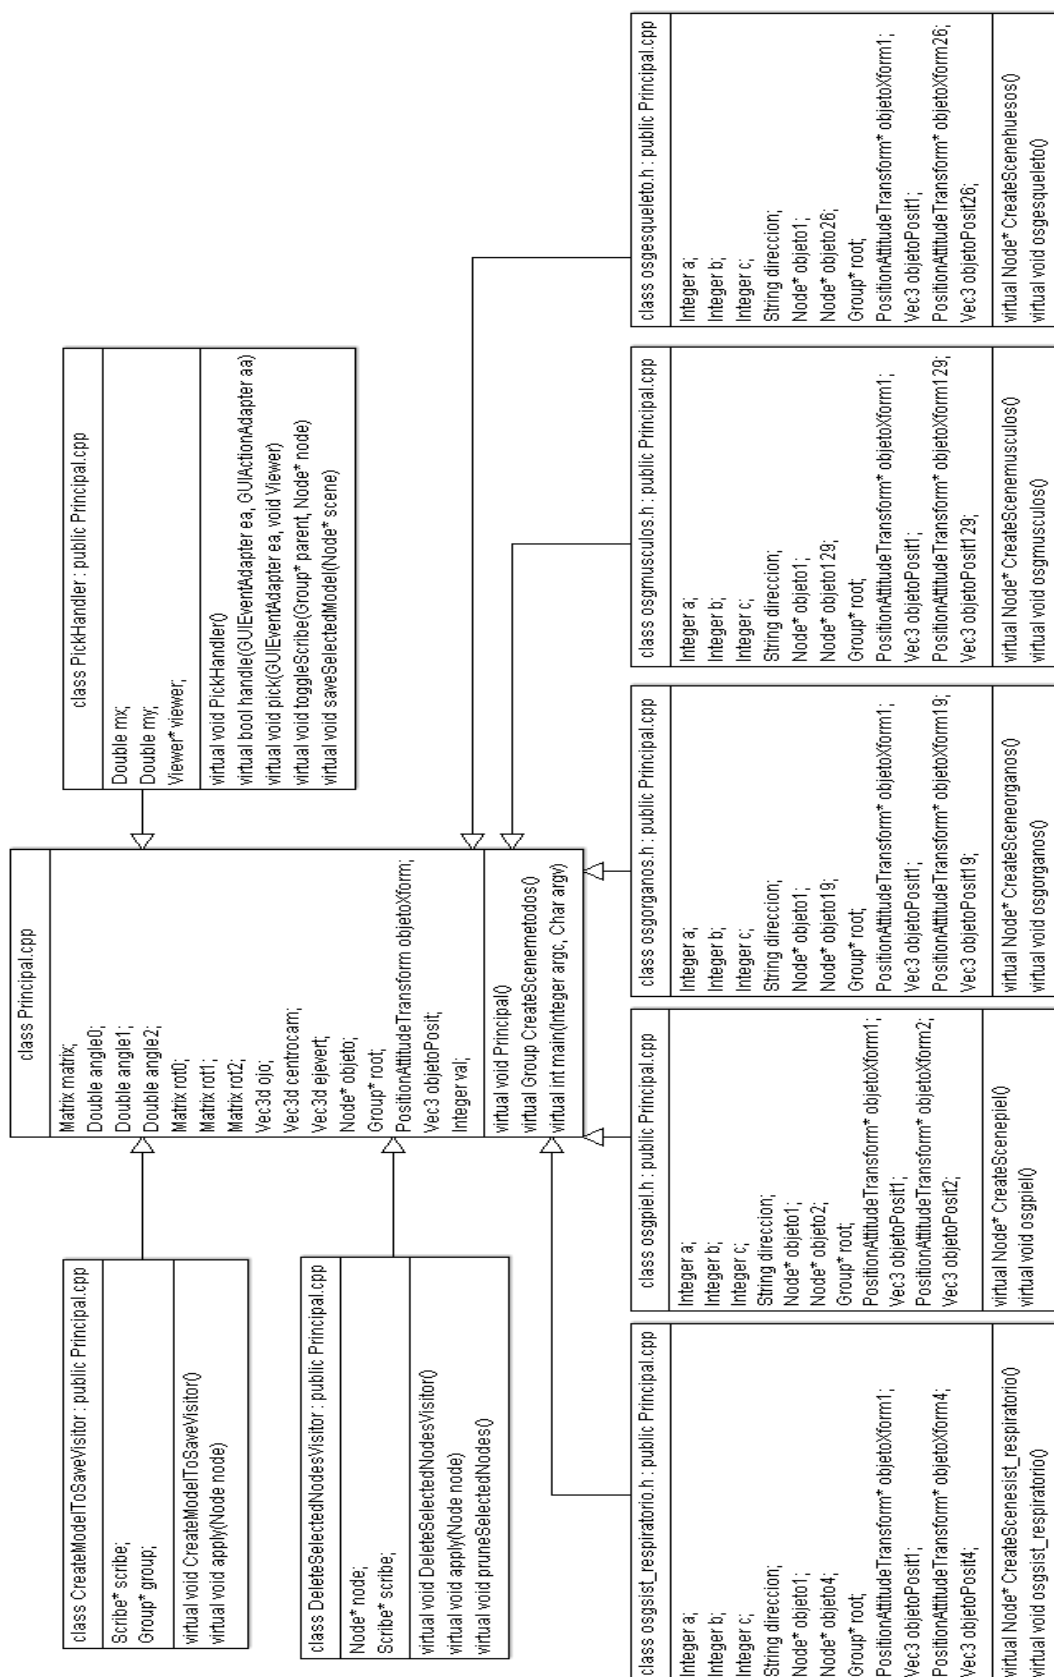 class CreateModelToSaveVisitor : public Principal.cpp
Scribe* scribe;
Group* group;
virtual void CreateModelToSaveVisitor()
virtual void apply(Node node)
class DeleteSelectedNodesVisitor : public Principal.cpp
Node* node;
Scribe* scribe;
virtual void DeleteSelectedNodesVisitor()
virtual void apply(Node node)
virtual void pruneSelectedNodes()
class Principal.cpp
Matrix matrix;
Double angle0;
Double angle1;
Double angle2;
Matrix rot0;
Matrix rot1;
Matrix rot2;
Vec3d ojo;
Vec3d centrocam;
Vec3d ejevert;
Node* objeto;
Group* root;
PositionAttitudeTransform objetoXform;
Vec3 objetoPosit;
Integer val;
virtual void Principal()
virtual Group CreateScenemetodos()
virtual int main(Integer argc, Char argv)
class PickHandler : public Principal.cpp
Double mx;
Double my;
Viewer* viewer;
virtual void PickHandler()
virtual bool handle(GUIEventAdapter ea, GUIActionAdapter aa)
virtual void pick(GUIEventAdapter ea, void Viewer)
virtual void toggleScribe(Group* parent, Node* node)
virtual void saveSelectedModel(Node* scene)
class osgsist_respiratorio.h : public Principal.cpp
Integer a;
Integer b;
Integer c;
String direccion;
Node* objeto1;
Node* objeto4;
Group* root;
PositionAttitudeTransform* objetoXform1;
Vec3 objetoPosit1;
PositionAttitudeTransform* objetoXform4;
Vec3 objetoPosit4;
virtual Node* CreateScenesist_respiratorio()
virtual void osgsist_respiratorio()
class osgpiel.h : public Principal.cpp
Integer a;
Integer b;
Integer c;
String direccion;
Node* objeto1;
Node* objeto2;
Group* root;
PositionAttitudeTransform* objetoXform1;
Vec3 objetoPosit1;
PositionAttitudeTransform* objetoXform2;
Vec3 objetoPosit2;
virtual Node* CreateScenepiel()
virtual void osgpiel()
class osgorganos.h : public Principal.cpp
Integer a;
Integer b;
Integer c;
String direccion;
Node* objeto1;
Node* objeto19;
Group* root;
PositionAttitudeTransform* objetoXform1;
Vec3 objetoPosit1;
PositionAttitudeTransform* objetoXform19;
Vec3 objetoPosit19;
virtual Node* CreateSceneorganos()
virtual void osgorganos()
class osgmusculos.h : public Principal.cpp
Integer a;
Integer b;
Integer c;
String direccion;
Node* objeto1;
Node* objeto129;
Group* root;
PositionAttitudeTransform* objetoXform1;
Vec3 objetoPosit1;
PositionAttitudeTransform* objetoXform129;
Vec3 objetoPosit129;
virtual Node* CreateScenemusculos()
virtual void osgmusculos()
class osgesqueleto.h : public Principal.cpp
Integer a;
Integer b;
Integer c;
String direccion;
Node* objeto1;
Node* objeto26;
Group* root;
PositionAttitudeTransform* objetoXform1;
Vec3 objetoPosit1;
PositionAttitudeTransform* objetoXform26;
Vec3 objetoPosit26;
virtual Node* CreateScenehuesos()
virtual void osgesqueleto()